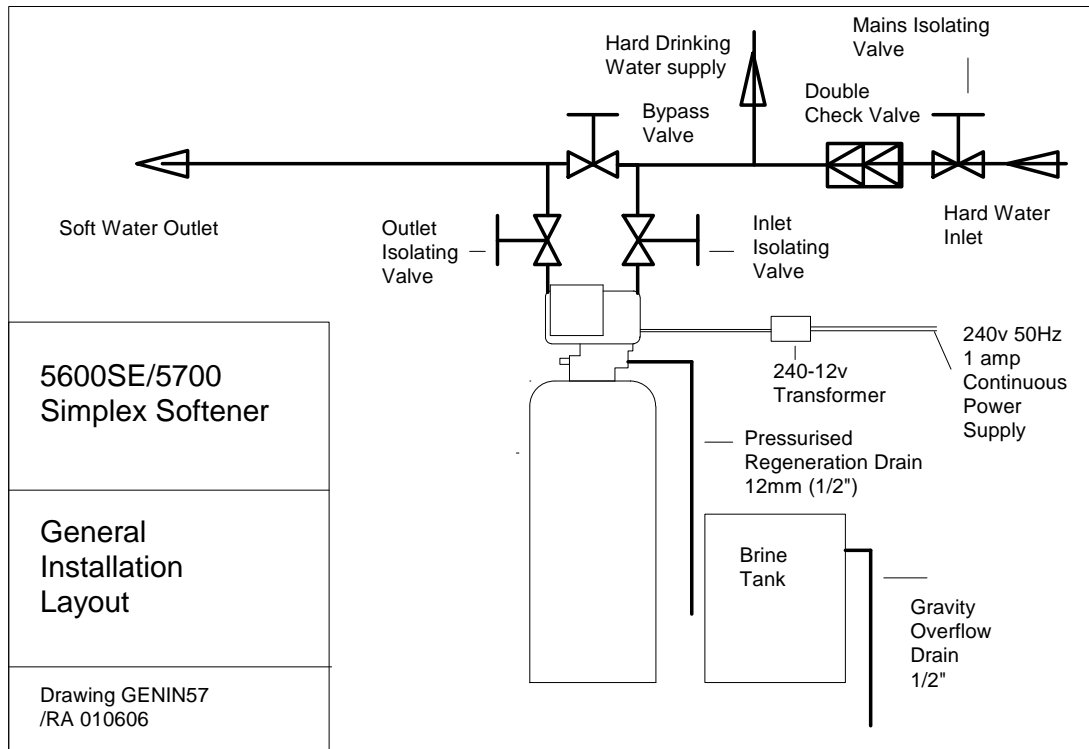 Mains Isolating
Valve
Hard Drinking
Water supply
Double
Check Valve
Bypass
Valve
Soft Water Outlet
Outlet
Isolating
Valve
Inlet
Isolating
Valve
Hard Water
Inlet
240v 50Hz
1 amp
Continuous
Power
Supply
240-12v
Transformer
5600SE/5700
Simplex Softener
Pressurised
Regeneration Drain
12mm (1/2")
General
Installation
Layout
Brine
Tank
Gravity
Overflow
Drain
1/2"
Drawing GENIN57
/RA 010606